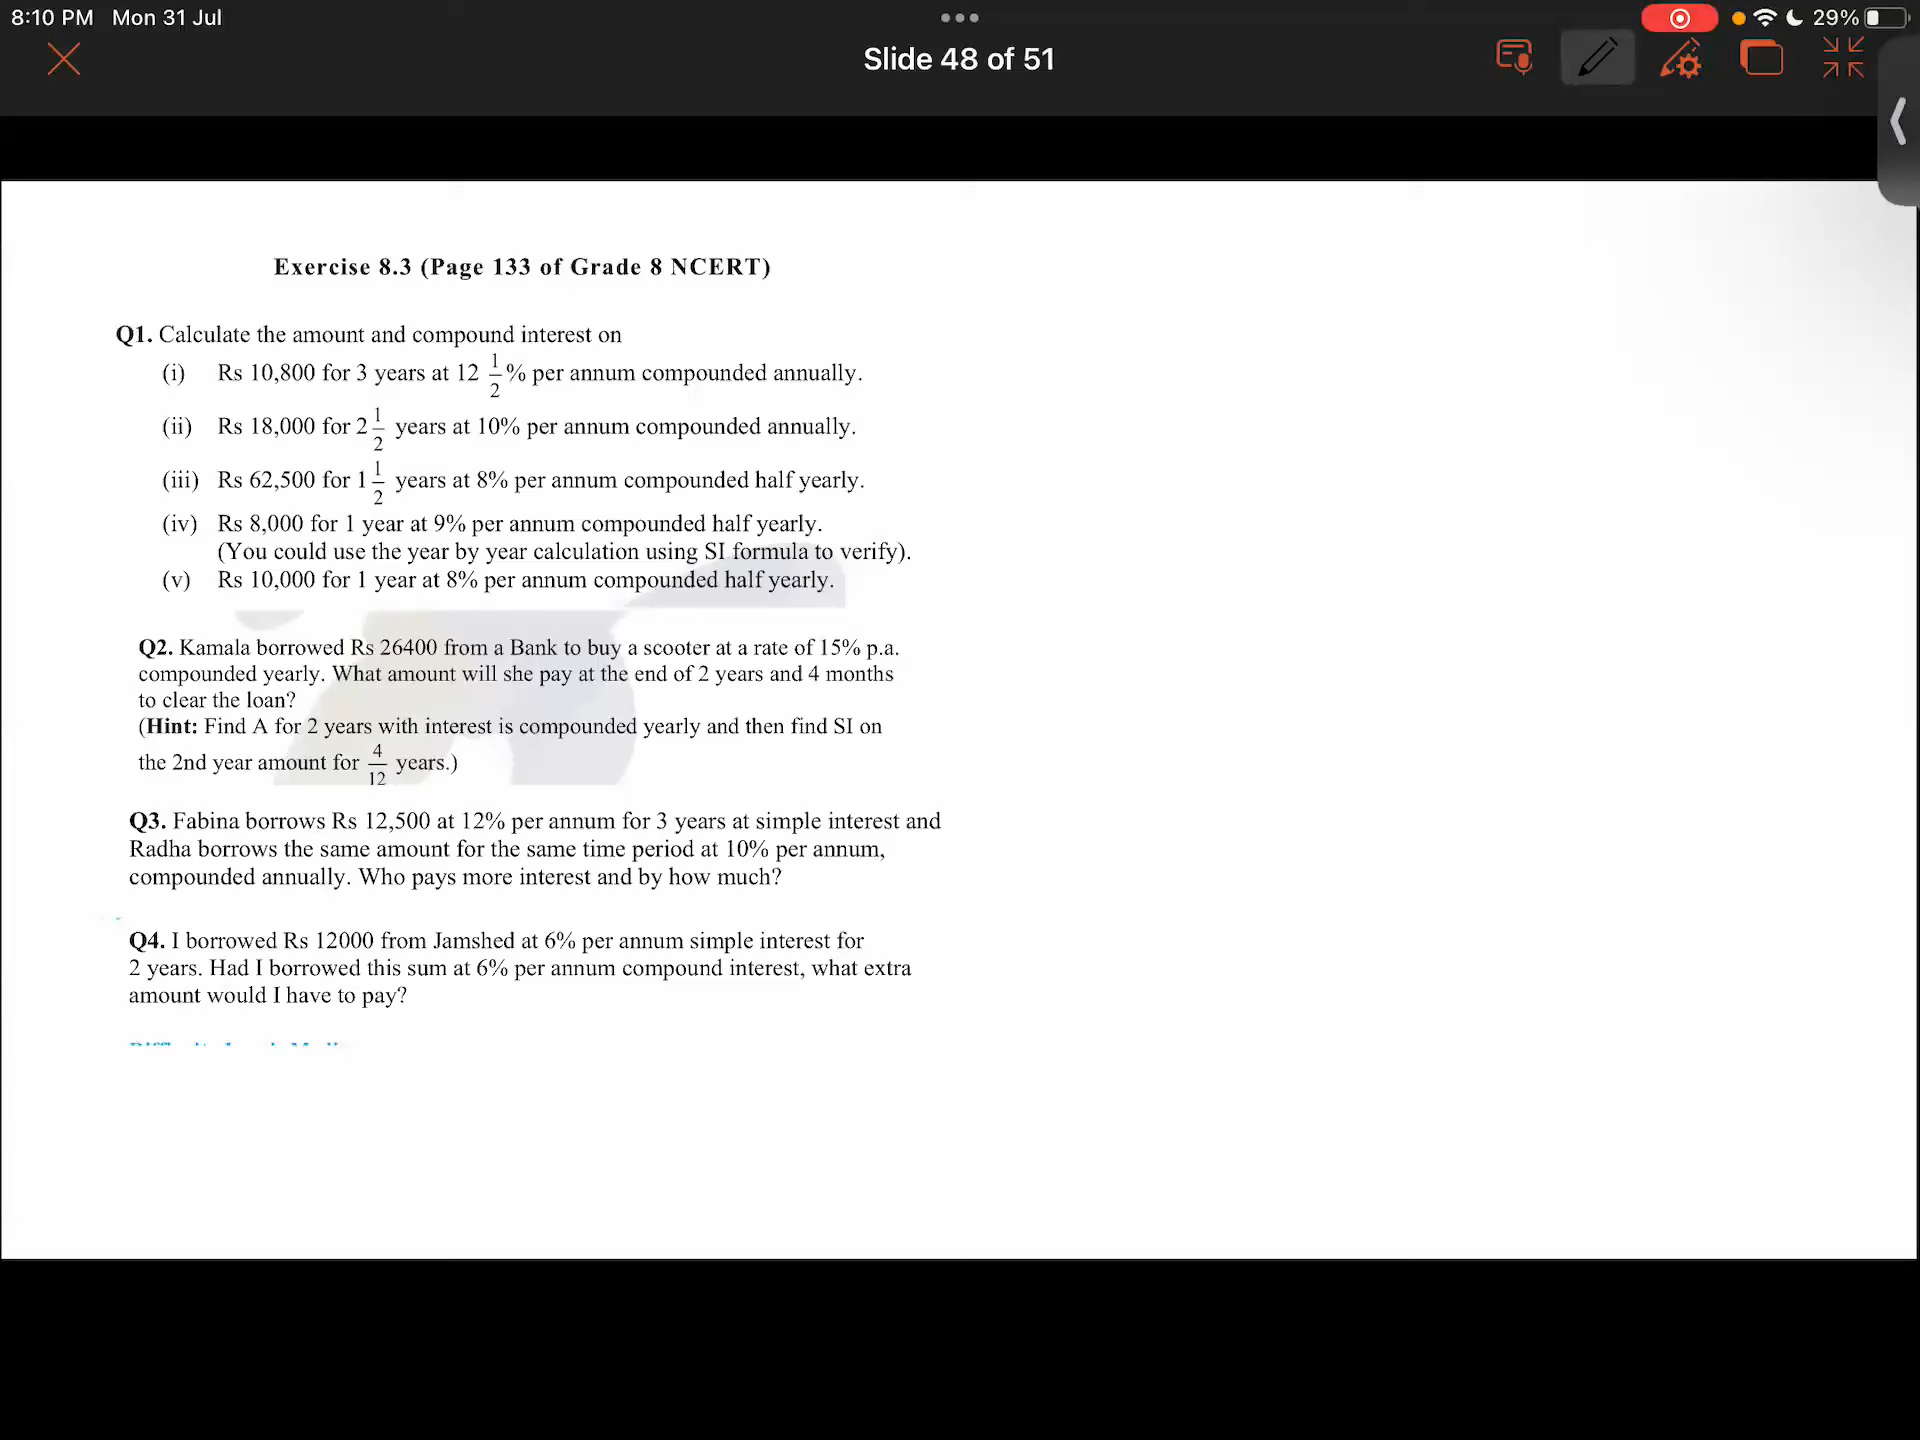 8:10 PM Mon 31 Jul
29%
Slide 48 of 51
Exercise 8.3 (Page 133 of Grade 8 NCERT)
Q1. Calculate the amount and compound interest on
(i) Rs 10,800 for 3 years at 12 1/2 % per annum compounded annually.
(ii) Rs 18,000 for 2 1/2 years at 10% per annum compounded annually.
(iii) Rs 62,500 for 1 1/2 years at 8% per annum compounded half yearly.
(iv) Rs 8,000 for 1 year at 9% per annum compounded half yearly.
(You could use the year by year calculation using SI formula to verify).
(v) Rs 10,000 for 1 year at 8% per annum compounded half yearly.
Q2. Kamala borrowed Rs 26400 from a Bank to buy a scooter at a rate of 15% p.a.
compounded yearly. What amount will she pay at the end of 2 years and 4 months
to clear the loan?
(Hint: Find A for 2 years with interest is compounded yearly and then find SI on
the 2nd year amount for 4/12 years.)
Q3. Fabina borrows Rs 12,500 at 12% per annum for 3 years at simple interest and
Radha borrows the same amount for the same time period at 10% per annum,
compounded annually. Who pays more interest and by how much?
Q4. I borrowed Rs 12000 from Jamshed at 6% per annum simple interest for
2 years. Had I borrowed this sum at 6% per annum compound interest, what extra
amount would I have to pay?